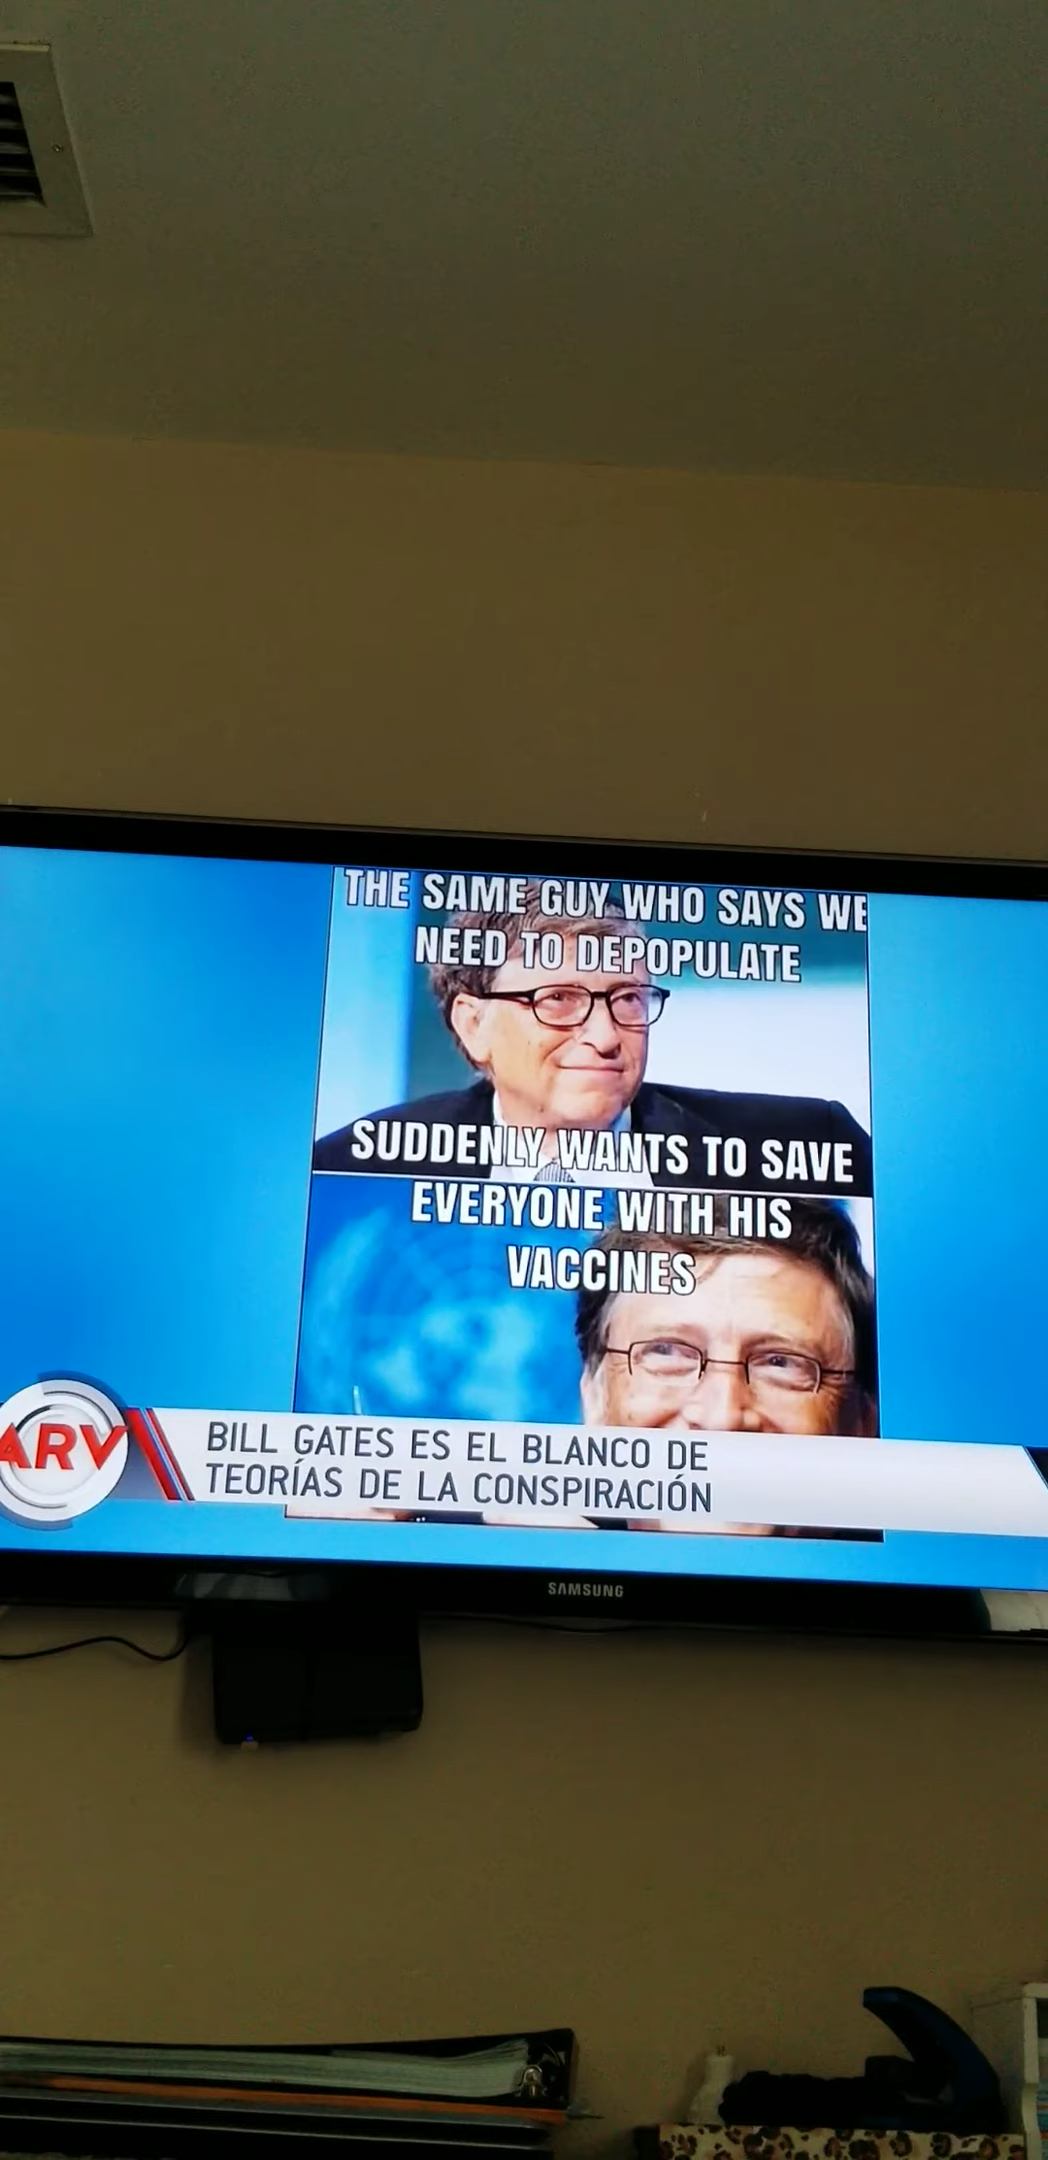 THE SAME GUY WHO SAYS WE
NEED TO DEPOPULATE
SUDDENLY WANTS TO SAVE
EVERYONE WITH HIS
VACCINES
ARV
BILL GATES ES EL BLANCO DE
TEORÍAS DE LA CONSPIRACIÓN
SAMSUNG